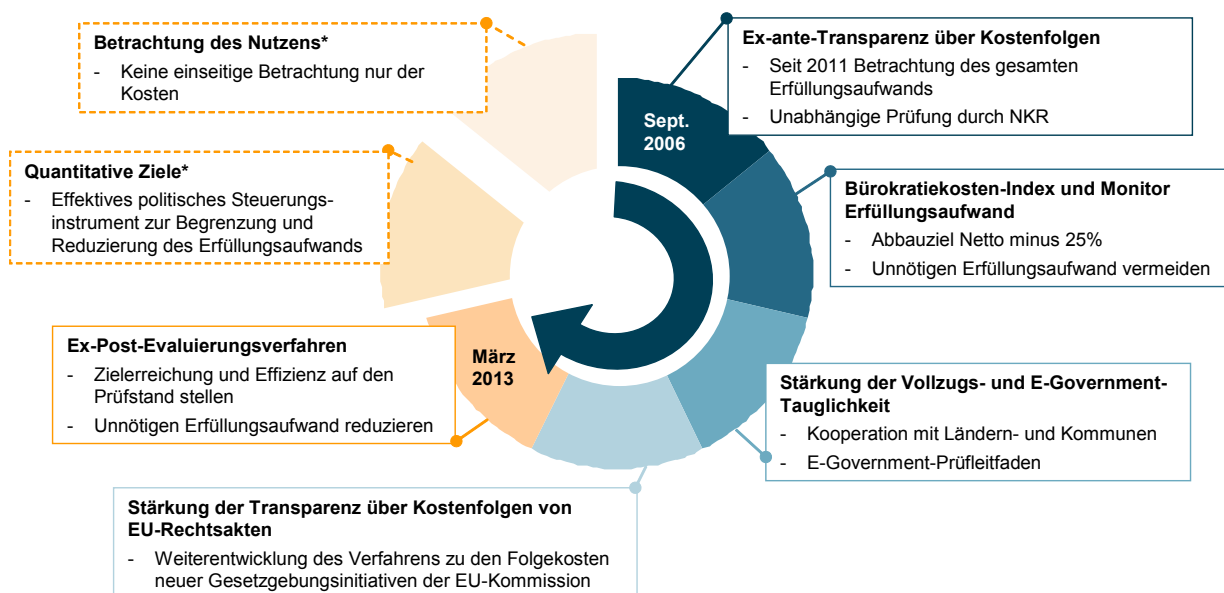 Betrachtung des Nutzens*
- Keine einseitige Betrachtung nur der
Kosten
Quantitative Ziele*
- Effektives politisches Steuerungs-
instrument zur Begrenzung und
Reduzierung des Erfüllungsaufwands
Ex-Post-Evaluierungsverfahren
- Zielerreichung und Effizienz auf den
Prüfstand stellen
- Unnötigen Erfüllungsaufwand reduzieren
Stärkung der Transparenz über Kostenfolgen von
EU-Rechtsakten
- Weiterentwicklung des Verfahrens zu den Folgekosten
neuer Gesetzgebungsinitiativen der EU-Kommission
Sept.
2006
März
2013
Ex-ante-Transparenz über Kostenfolgen
- Seit 2011 Betrachtung des gesamten
Erfüllungsaufwands
- Unabhängige Prüfung durch NKR
Bürokratiekosten-Index und Monitor
Erfüllungsaufwand
- Abbauziel Netto minus 25%
- Unnötigen Erfüllungsaufwand vermeiden
Stärkung der Vollzugs- und E-Government-
Tauglichkeit
- Kooperation mit Ländern- und Kommunen
- E-Government-Prüfleitfaden